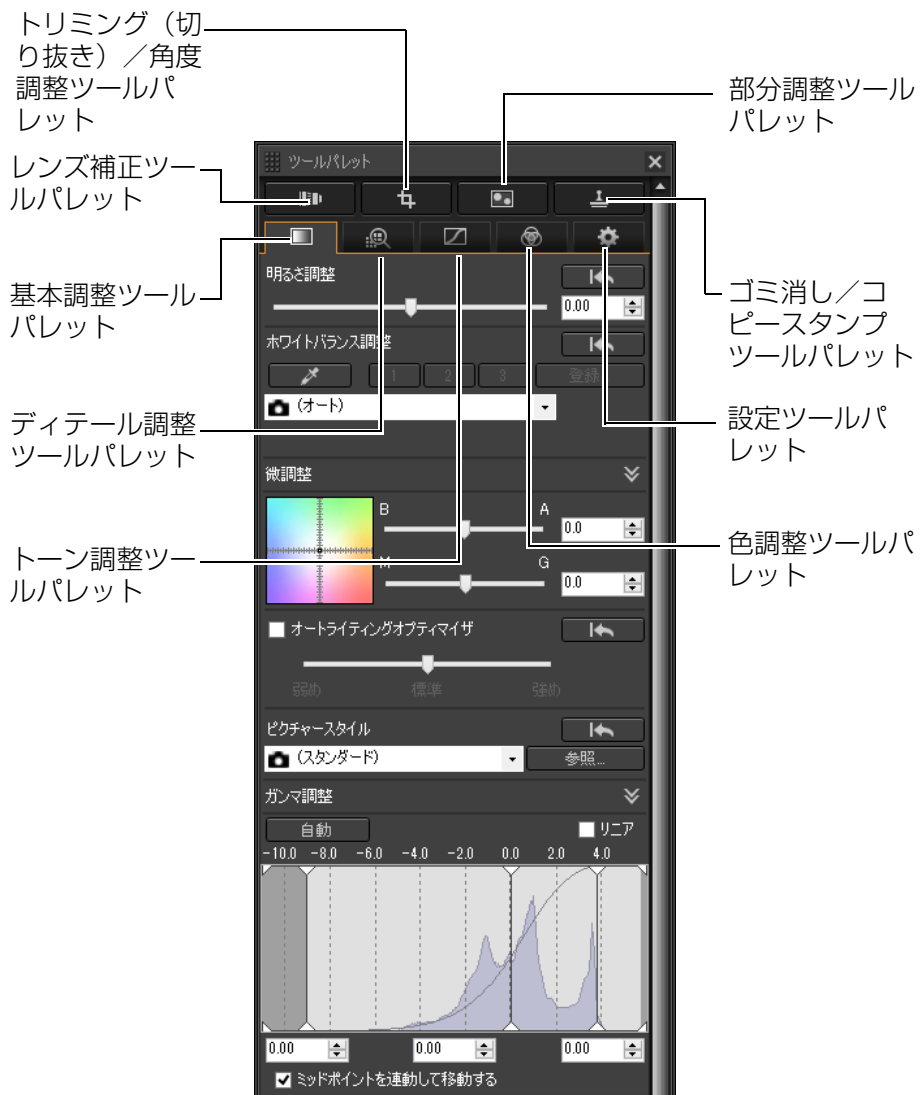 トリミング（切
り抜き）／角度
調整ツールパ
レット
部分調整ツール
パレット
レンズ補正ツー
ルパレット
基本調整ツール
パレット
ゴミ消し／コ
ピースタンプ
ツールパレット
ディテール調整
ツールパレット
設定ツールパ
レット
トーン調整ツー
ルパレット
色調整ツールパ
レット
ツールパレット
明るさ調整
0.00
ホワイトバランス調整
1 2 3 登録
(オート)
微調整
B A 0.0
M G 0.0
オートライティングオプティマイザ
弱め 標準 強め
ピクチャースタイル
(スタンダード) 参照...
ガンマ調整
自動 リニア
-10.0 -8.0 -6.0 -4.0 -2.0 0.0 2.0 4.0
0.00 0.00 0.00
ミッドポイントを連動して移動する